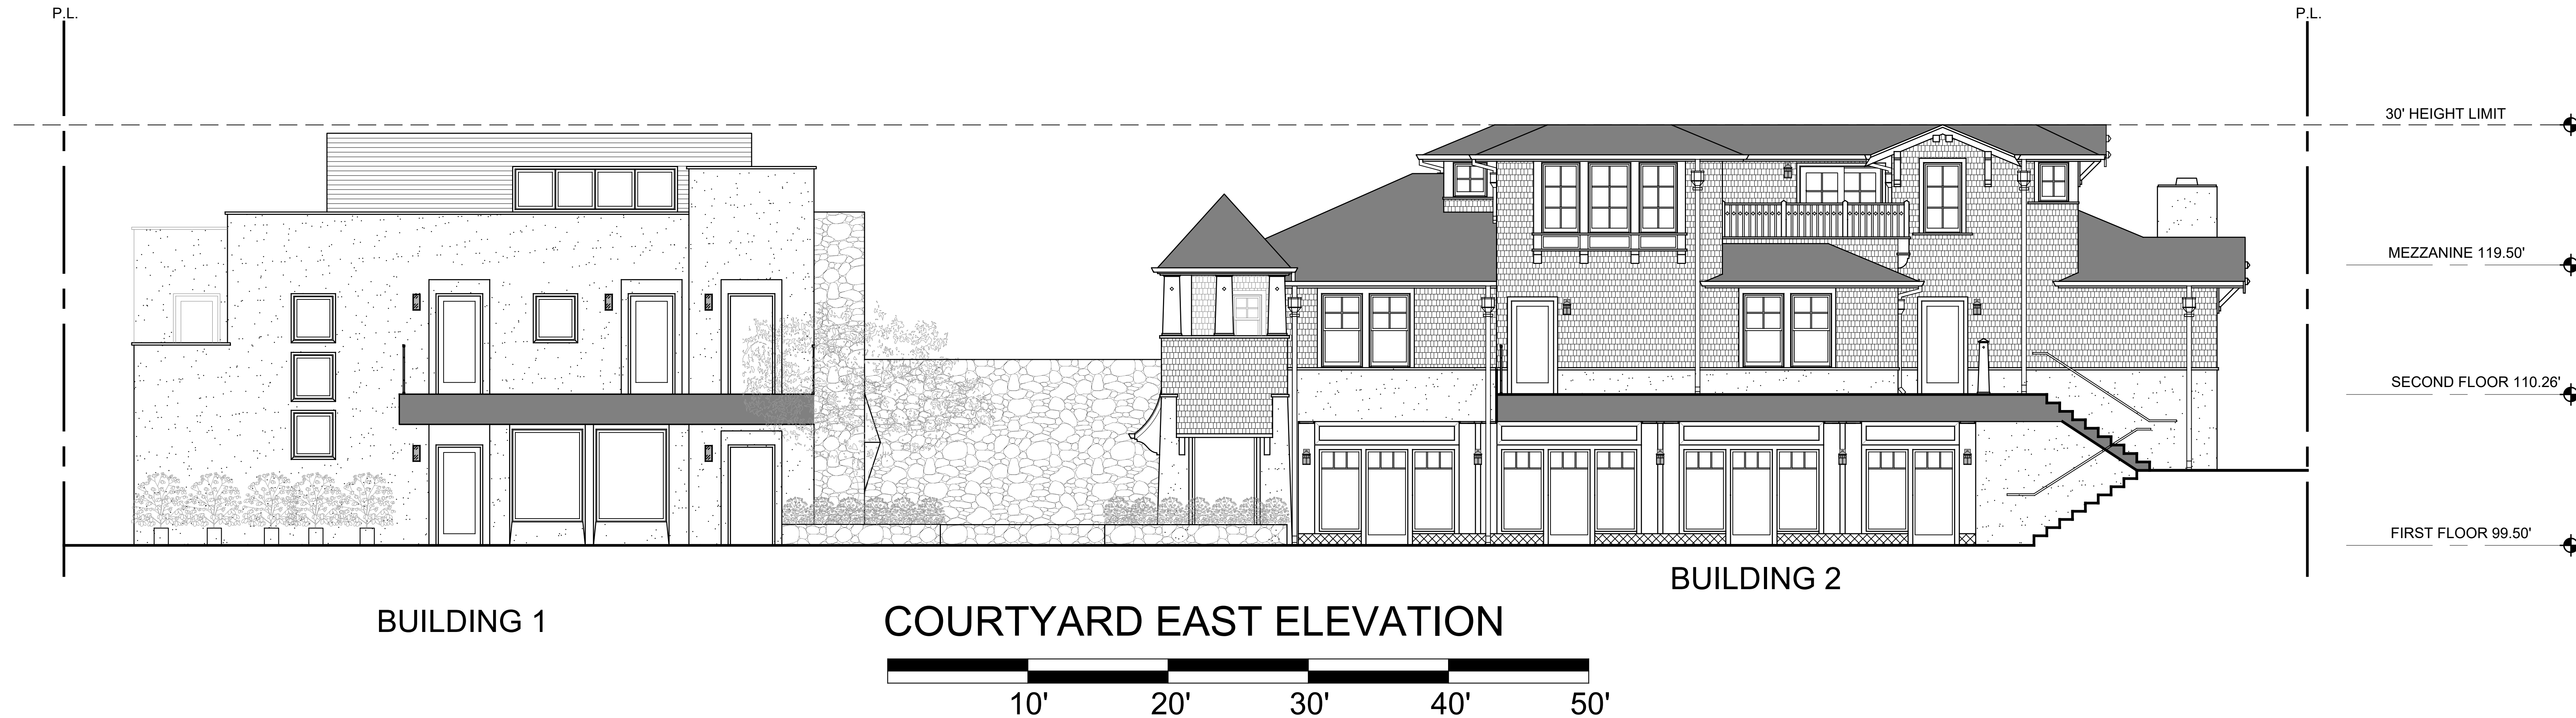 P.L.
P.L.
30' HEIGHT LIMIT
MEZZANINE 119.50'
SECOND FLOOR 110.26'
FIRST FLOOR 99.50'
BUILDING 2
BUILDING 1
COURTYARD EAST ELEVATION
10' 20' 30' 40' 50'